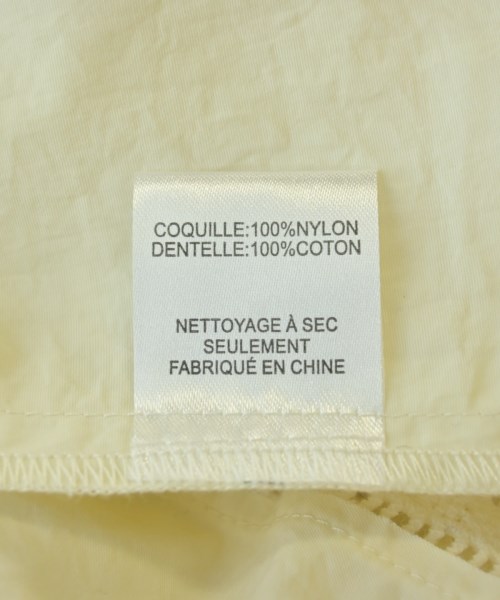 COQUILLE:100%NYLON
DENTELLE:100%COTON
NETTOYAGE À SEC
SEULEMENT
FABRIQUÉ EN CHINE